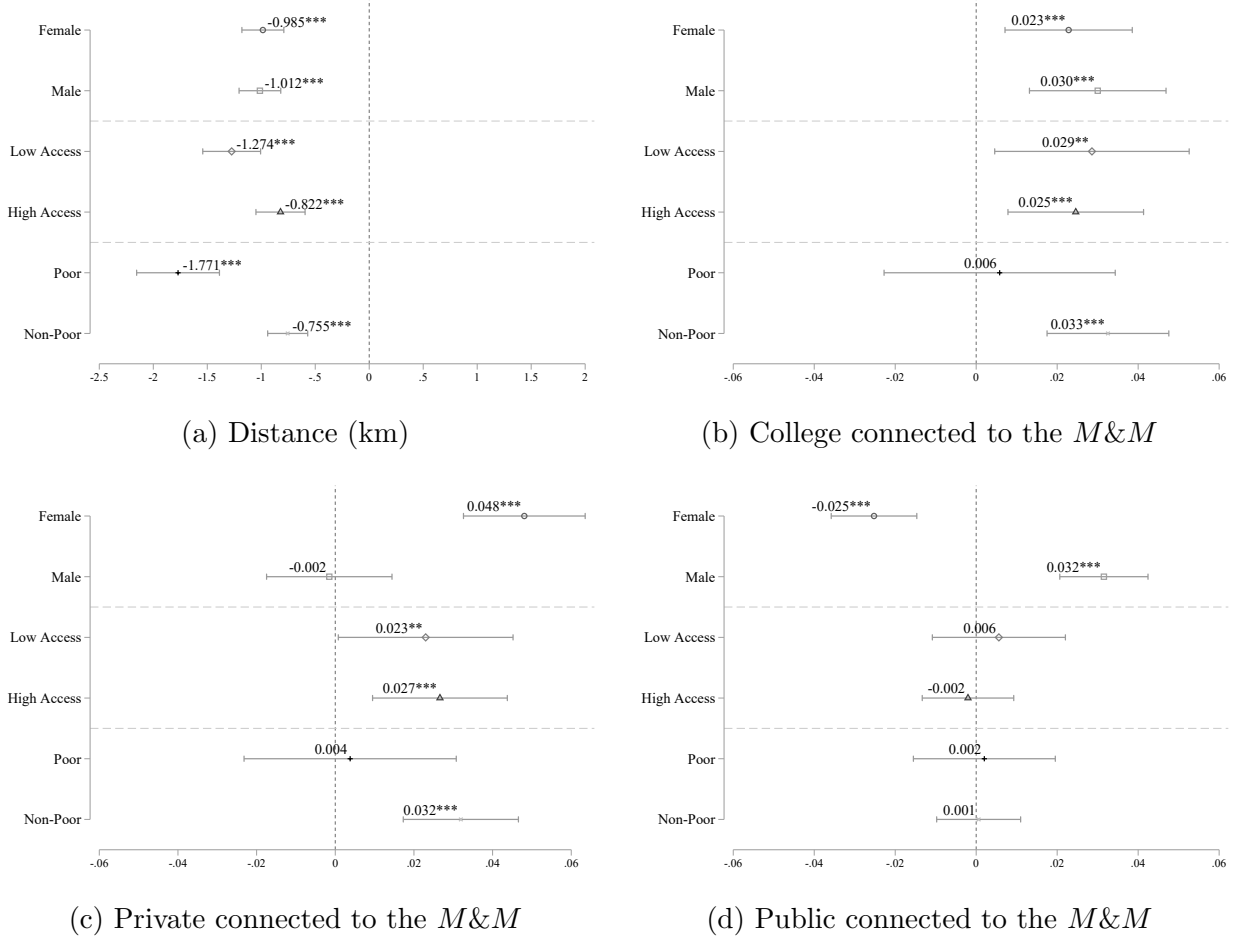 Female
-0.985***
Male
-1.012***
Low Access
-1.274***
High Access
-0.822***
Poor
-1.771***
Non-Poor
-0.755***
-2.5 -2 -1.5 -1 -.5 0 .5 1 1.5 2
(a) Distance (km)
Female
0.023***
Male
0.030***
Low Access
0.029**
High Access
0.025***
Poor
0.006
Non-Poor
0.033***
-.06 -.04 -.02 0 .02 .04 .06
(b) College connected to the M&M
Female
0.048***
Male
-0.002
Low Access
0.023**
High Access
0.027***
Poor
0.004
Non-Poor
0.032***
-.06 -.04 -.02 0 .02 .04 .06
(c) Private connected to the M&M
Female
-0.025***
Male
0.032***
Low Access
0.006
High Access
-0.002
Poor
0.002
Non-Poor
0.001
-.06 -.04 -.02 0 .02 .04 .06
(d) Public connected to the M&M